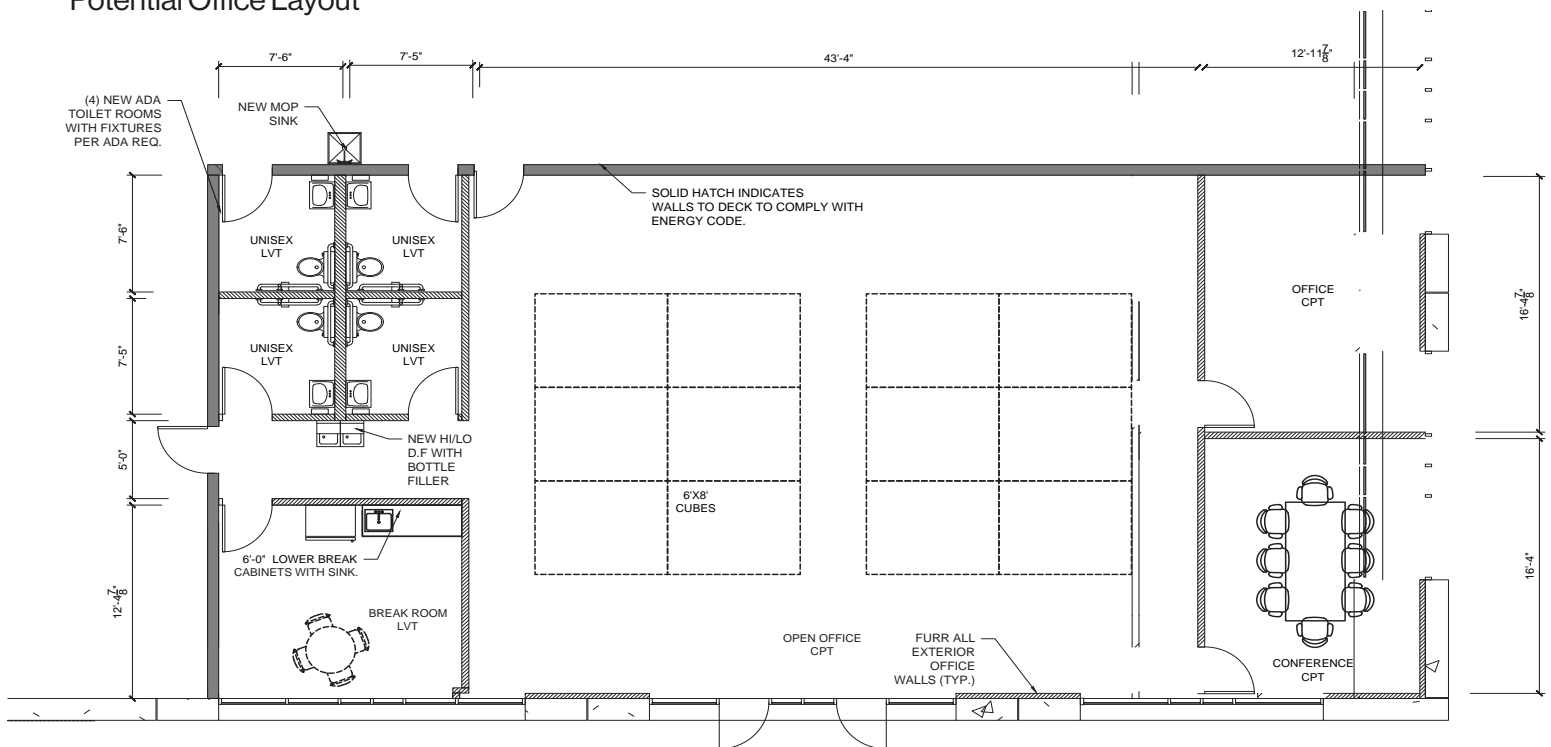 Potential Office Layout
7'-6"
7'-5"
43'-4"
12'-11 7/8"
(4) NEW ADA
TOILET ROOMS
WITH FIXTURES
PER ADA REQ.
NEW MOP
SINK
SOLID HATCH INDICATES
WALLS TO DECK TO COMPLY WITH
ENERGY CODE.
7'-6"
UNISEX
LVT
UNISEX
LVT
OFFICE
CPT
16'-4 7/8"
7'-5"
UNISEX
LVT
UNISEX
LVT
5'-0"
NEW HI/LO
D.F WITH
BOTTLE
FILLER
6'X8'
CUBES
6'-0" LOWER BREAK
CABINETS WITH SINK.
12'-4 7/8"
16'-4"
BREAK ROOM
LVT
OPEN OFFICE
CPT
FURR ALL
EXTERIOR
OFFICE
WALLS (TYP.)
CONFERENCE
CPT